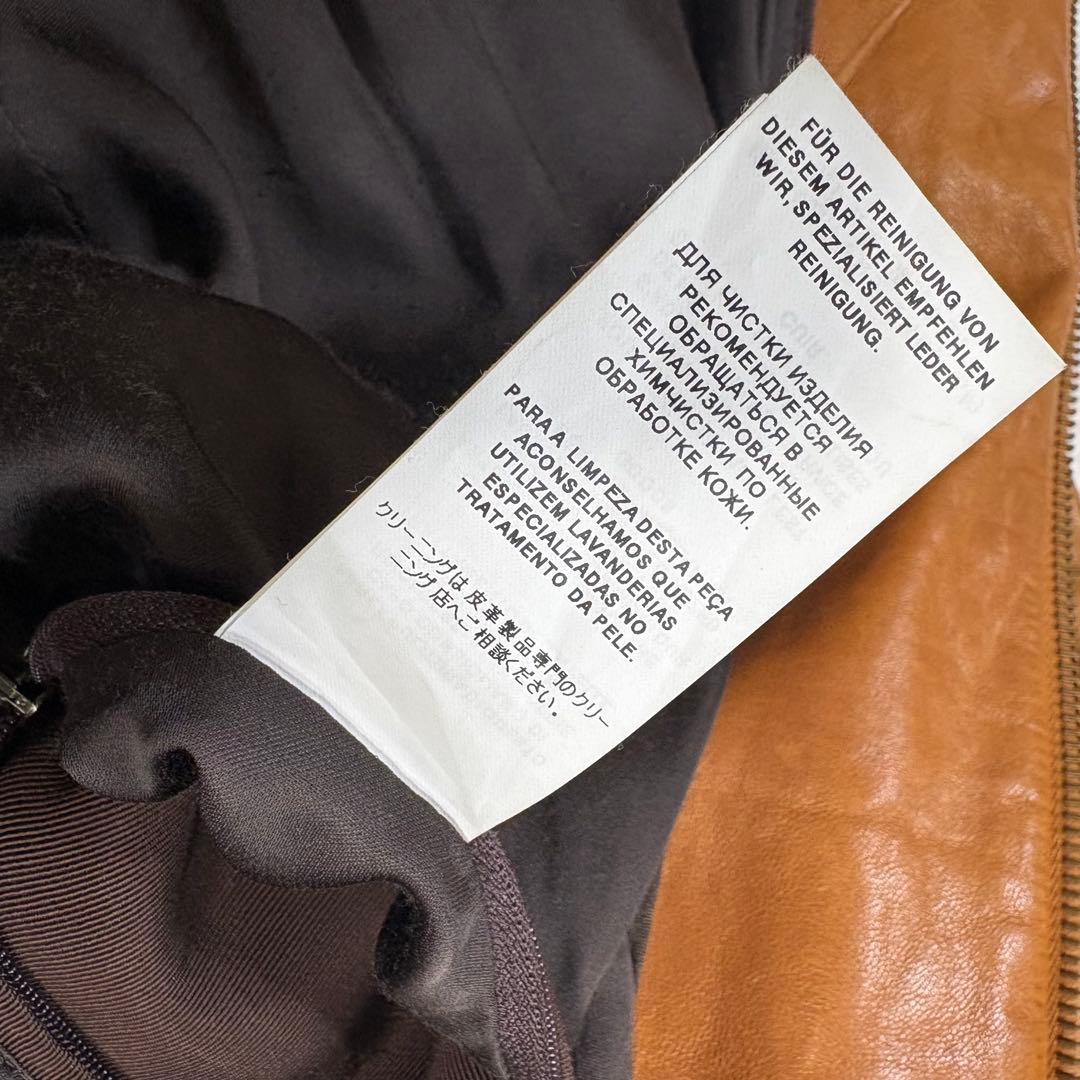 FÜR DIE REINIGUNG VON
DIESEM ARTIKEL EMPFEHLEN
WIR, SPEZIALISIERT LEDER
REINIGUNG.
ДЛЯ ЧИСТКИ ИЗДЕЛИЯ
РЕКОМЕНДУЕТСЯ
ОБРАЩАТЬСЯ В
СПЕЦИАЛИЗИРОВАННЫЕ
ХИМЧИСТКИ ПО
ОБРАБОТКЕ КОЖИ.
PARA A LIMPEZA DESTA PEÇA
ACONSELHAMOS QUE
UTILIZEM LAVANDERIAS
ESPECIALIZADAS NO
TRATAMENTO DA PELE.
クリーニングは皮革製品専門のクリー
ニング店へご相談ください。